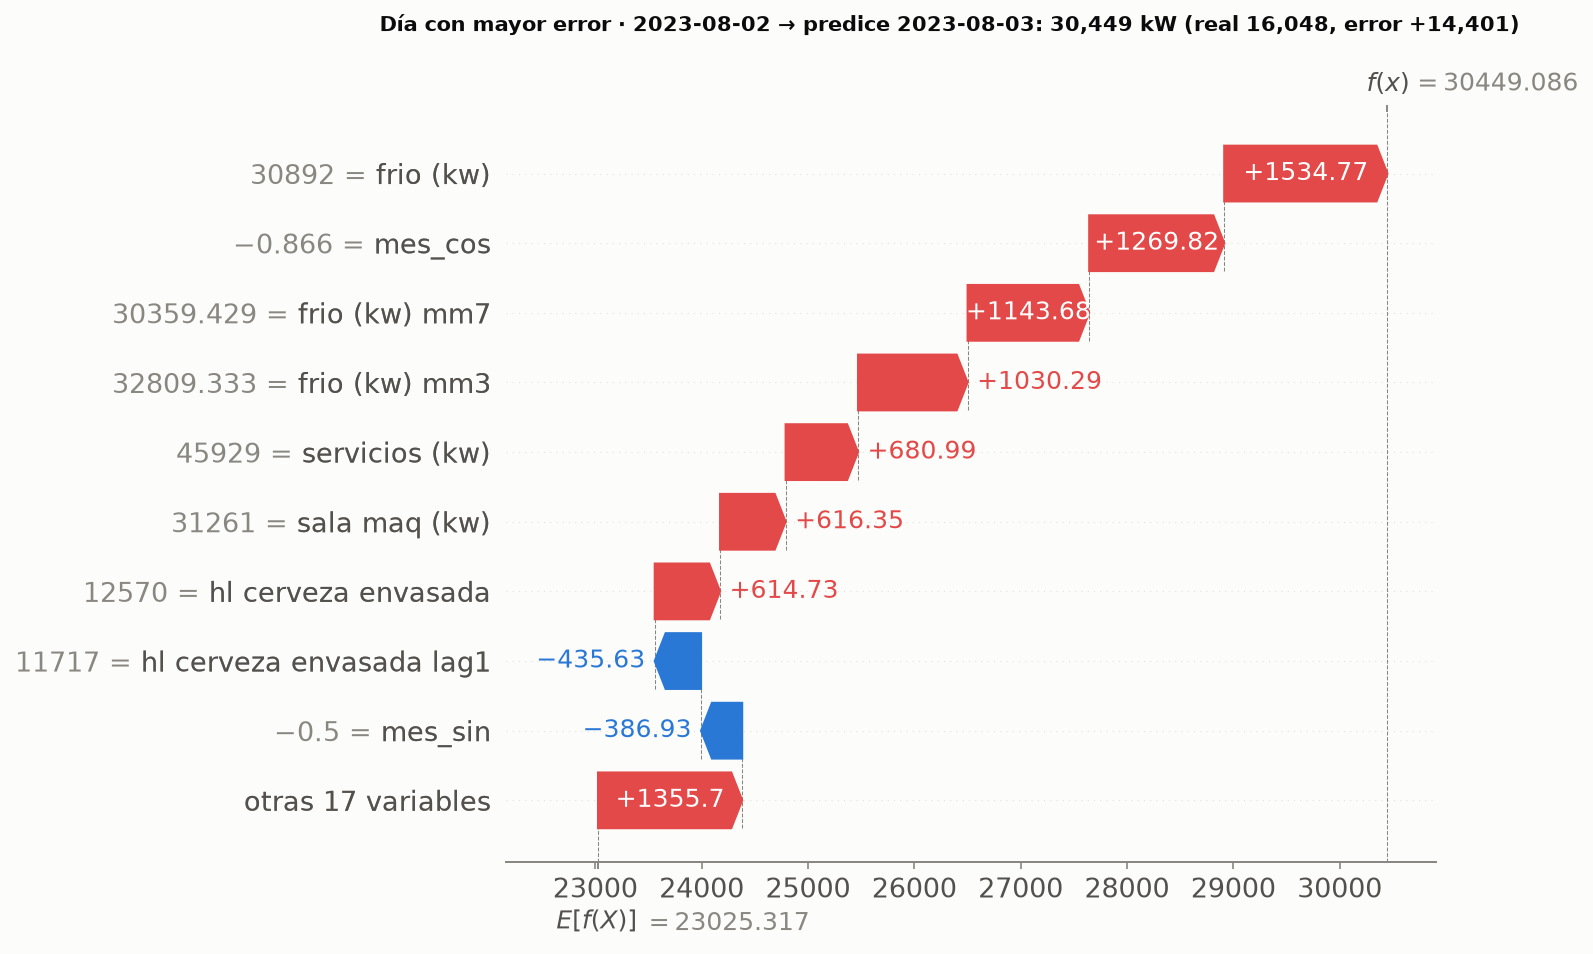 Día con mayor error · 2023-08-02 → predice 2023-08-03: 30,449 kW (real 16,048, error +14,401)
f(x) = 30449.086
30892 = frio (kw) +1534.77
−0.866 = mes_cos +1269.82
30359.429 = frio (kw) mm7 +1143.68
32809.333 = frio (kw) mm3 +1030.29
45929 = servicios (kw) +680.99
31261 = sala maq (kw) +616.35
12570 = hl cerveza envasada +614.73
11717 = hl cerveza envasada lag1 −435.63
−0.5 = mes_sin −386.93
otras 17 variables +1355.7
23000 24000 25000 26000 27000 28000 29000 30000
E[f(X)] = 23025.317